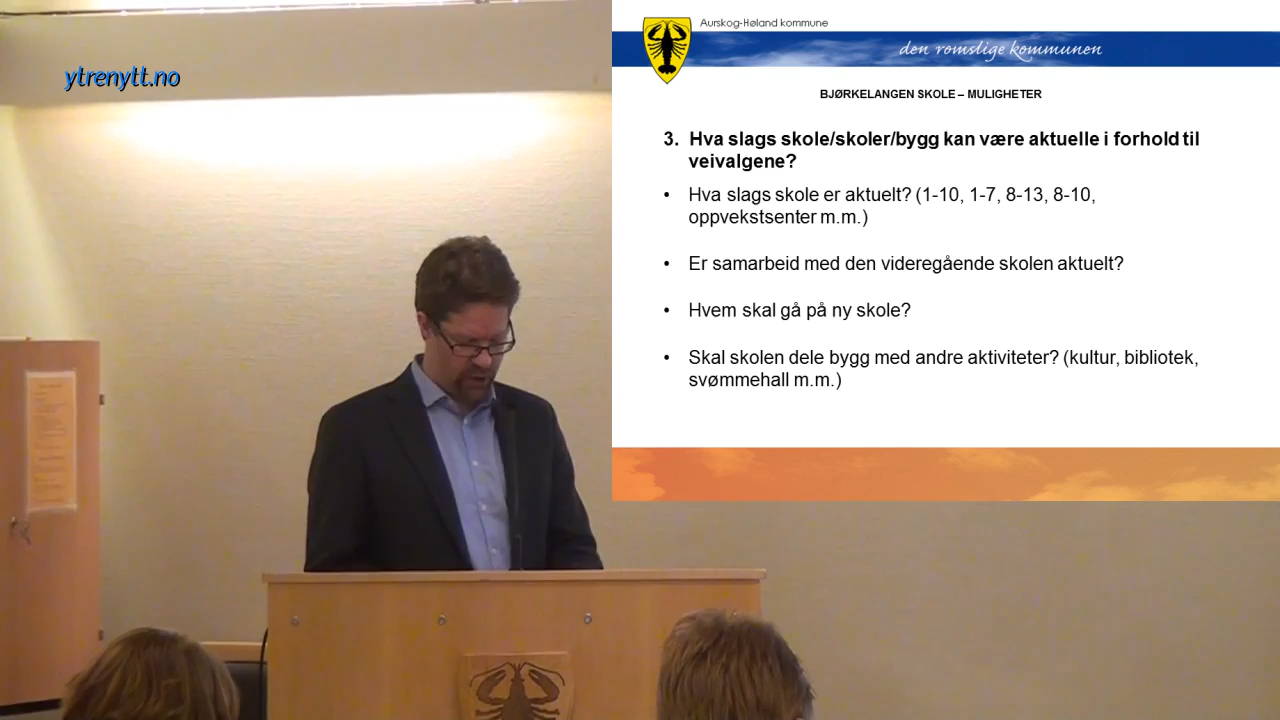 ytrenytt.no
Aurskog-Høland kommune
den romslige kommunen
BJØRKELANGEN SKOLE – MULIGHETER
3. Hva slags skole/skoler/bygg kan være aktuelle i forhold til
veivalgene?
• Hva slags skole er aktuelt? (1-10, 1-7, 8-13, 8-10,
oppvekstsenter m.m.)
• Er samarbeid med den videregående skolen aktuelt?
• Hvem skal gå på ny skole?
• Skal skolen dele bygg med andre aktiviteter? (kultur, bibliotek,
svømmehall m.m.)